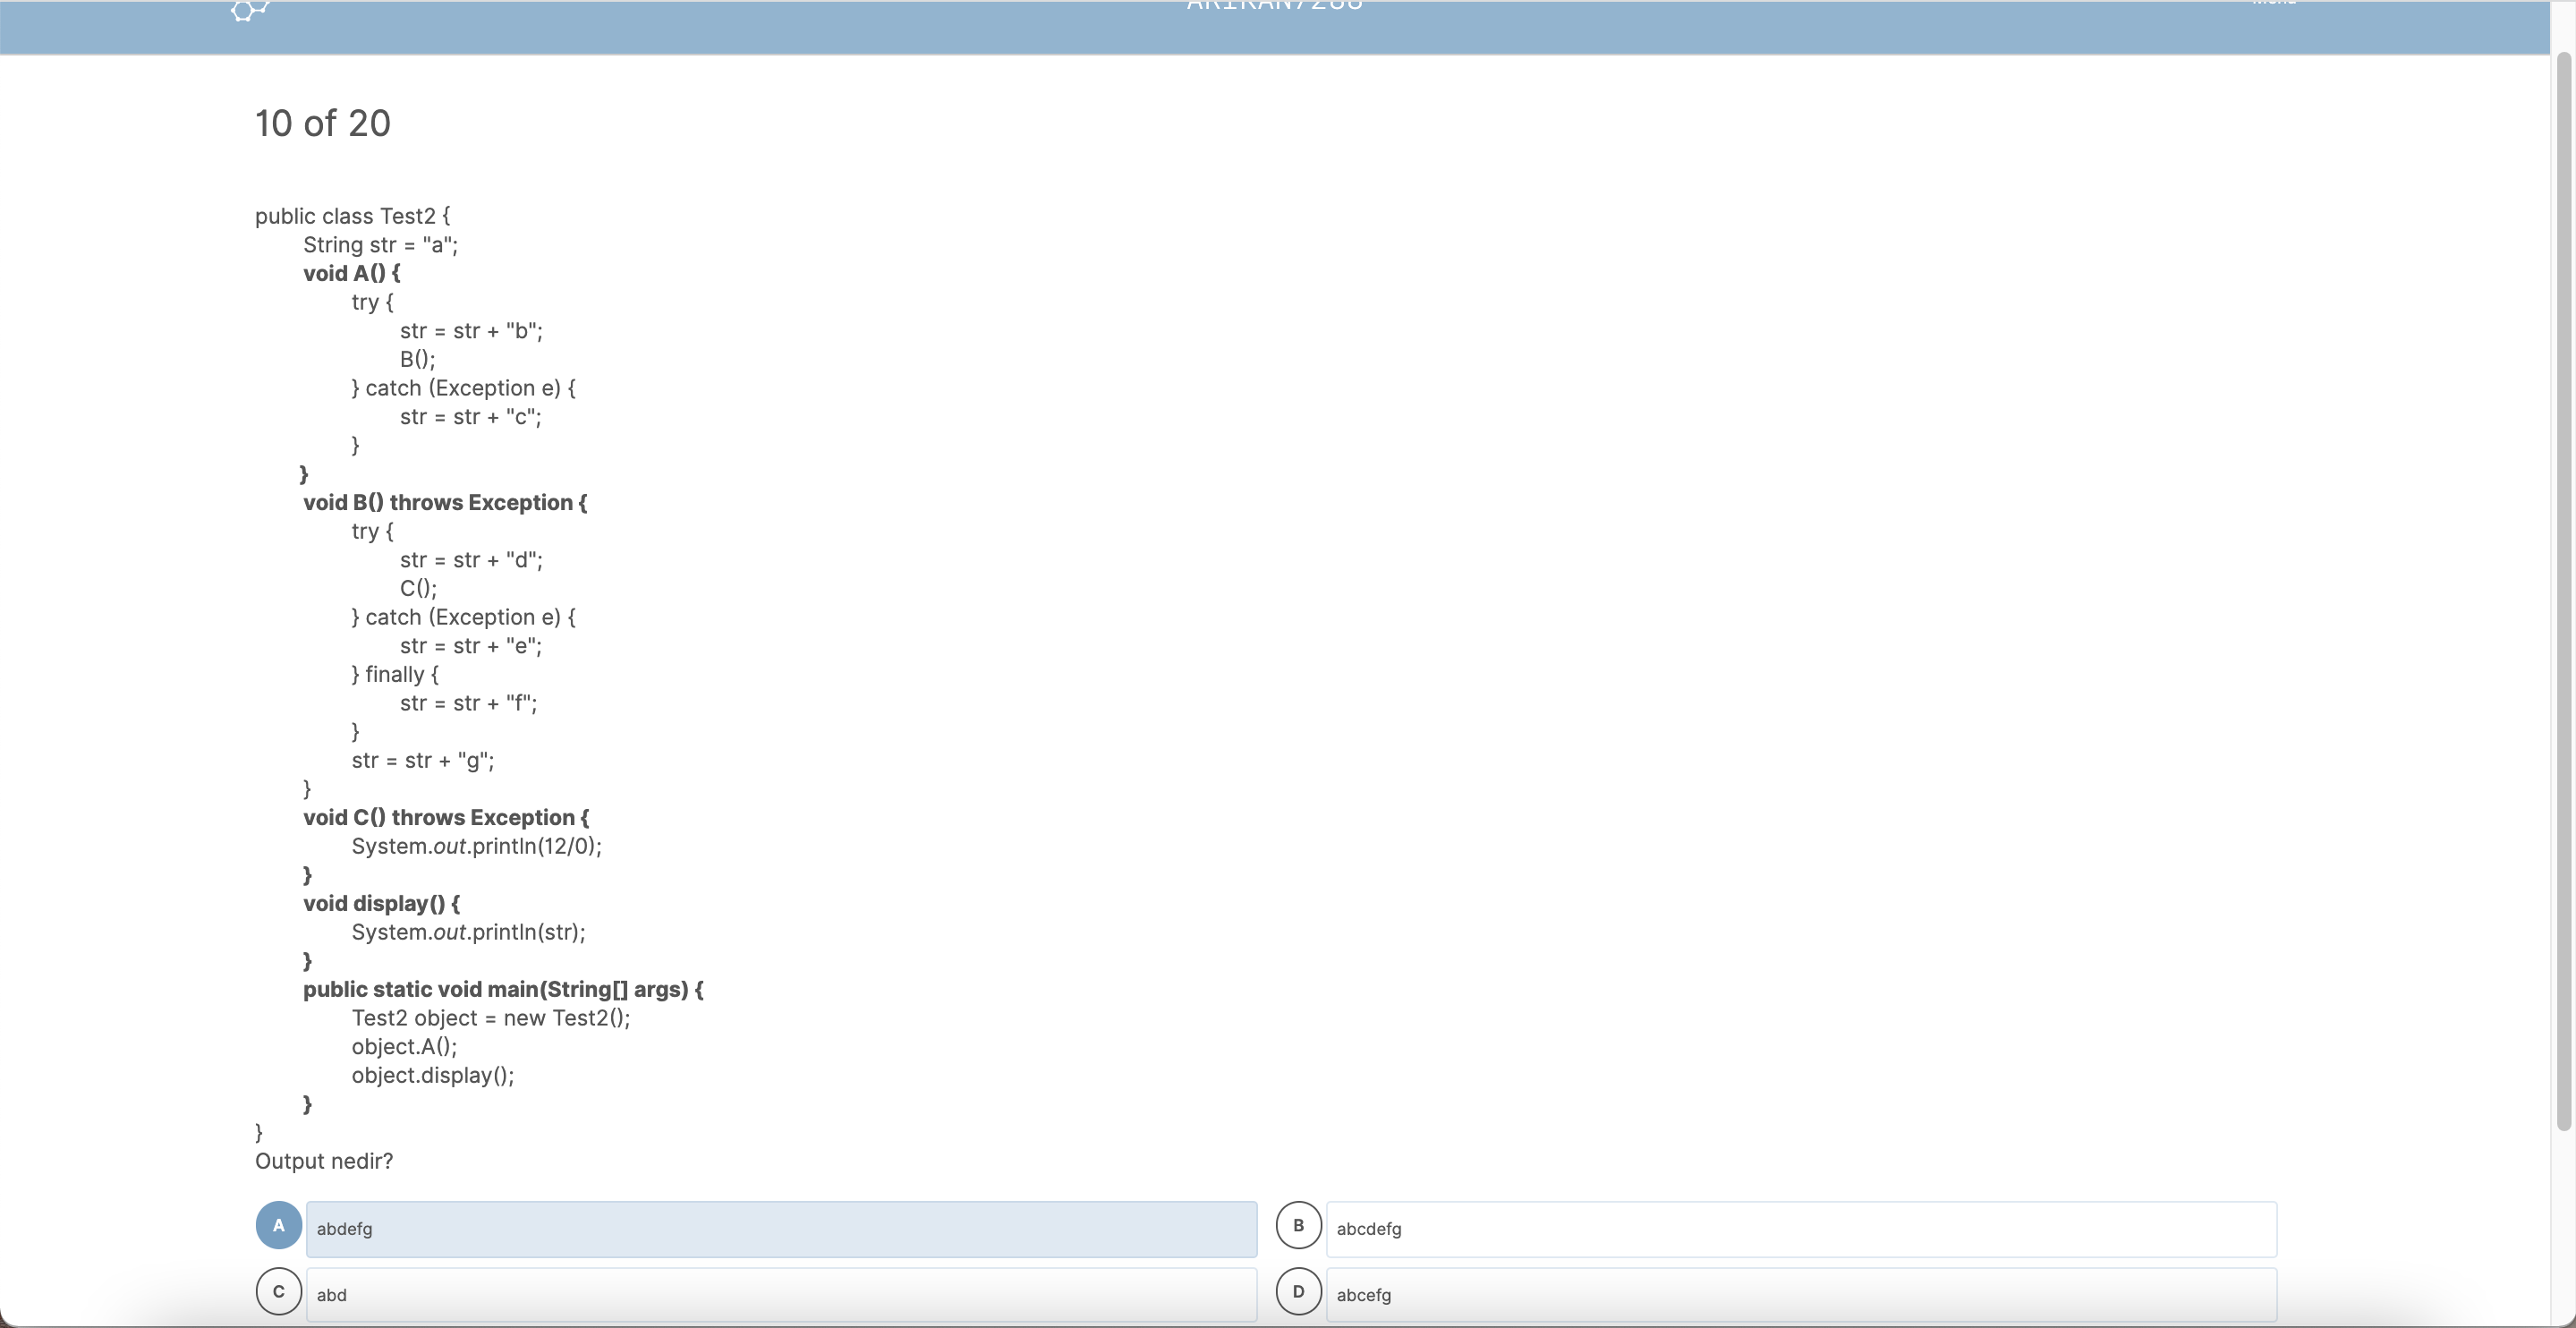 10 of 20
public class Test2 {
String str = "a";
void A() {
try {
str = str + "b";
B();
} catch (Exception e) {
str = str + "c";
}
}
void B() throws Exception {
try {
str = str + "d";
C();
} catch (Exception e) {
str = str + "e";
} finally {
str = str + "f";
}
str = str + "g";
}
void C() throws Exception {
System.out.println(12/0);
}
void display() {
System.out.println(str);
}
public static void main(String[] args) {
Test2 object = new Test2();
object.A();
object.display();
}
}
Output nedir?
A abdefg
B abcdefg
C abd
D abcefg